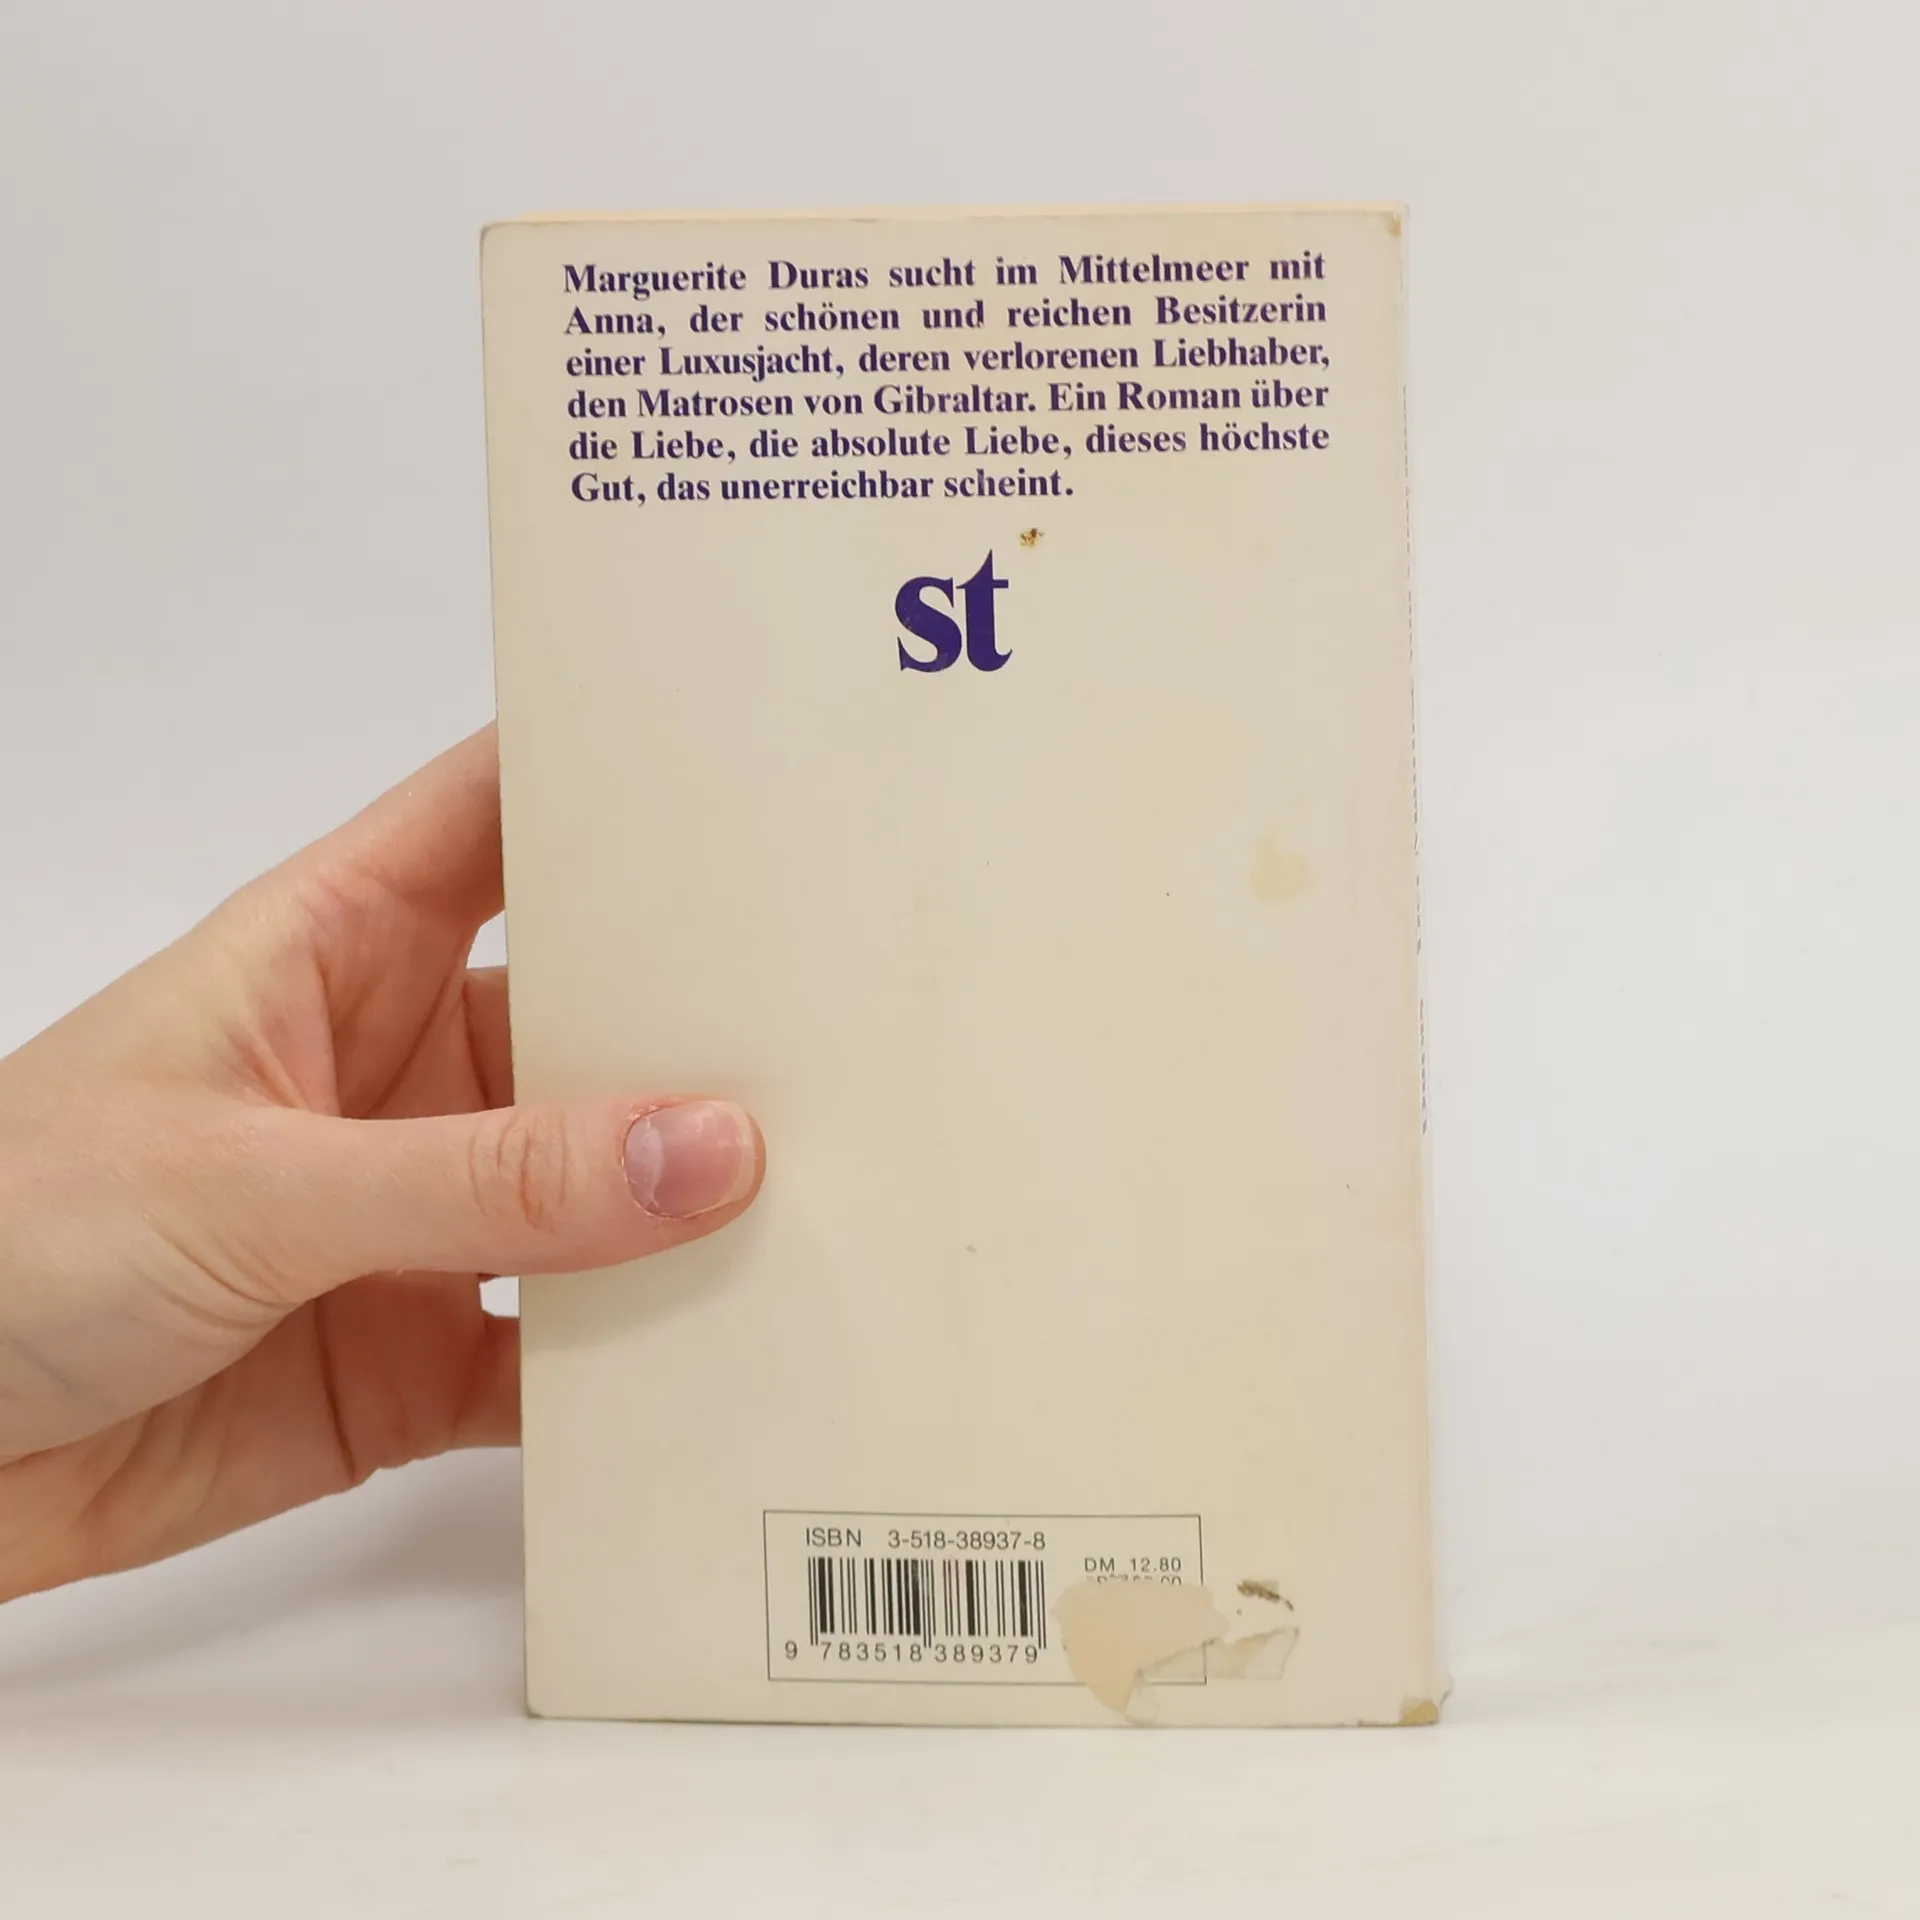 Marguerite Duras sucht im Mittelmeer mit
Anna, der schönen und reichen Besitzerin
einer Luxusjacht, deren verlorenen Liebhaber,
den Matrosen von Gibraltar. Ein Roman über
die Liebe, die absolute Liebe, dieses höchste
Gut, das unerreichbar scheint.
st
ISBN 3-518-38937-8
DM 12.80
9 783518 389379